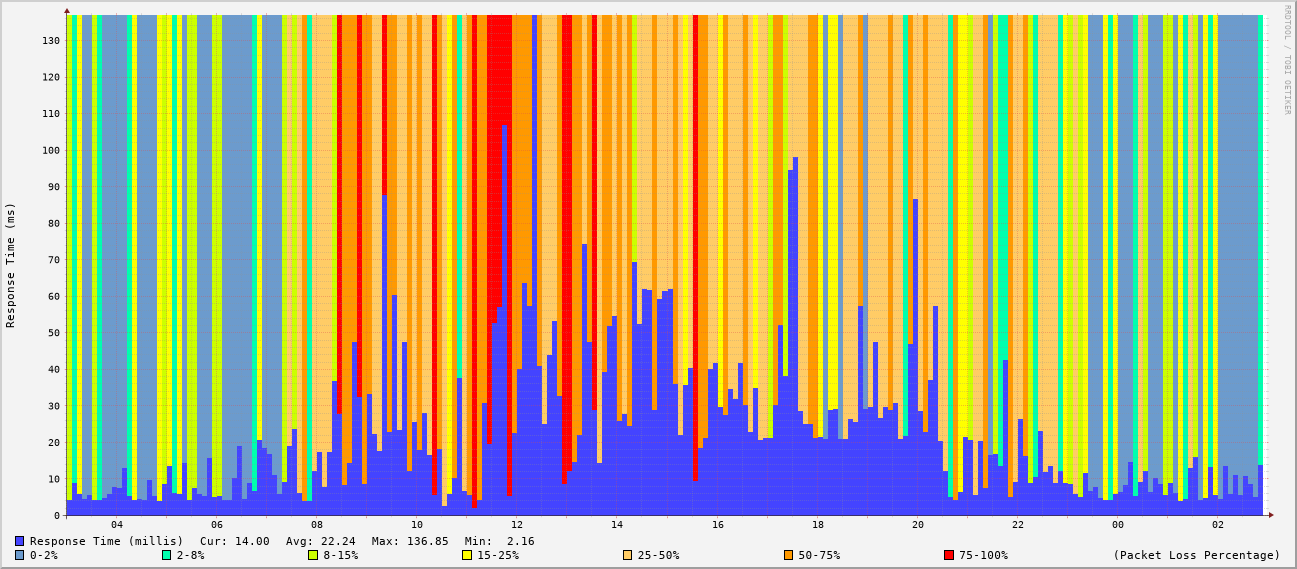 RRDTOOL / TOBI OETIKER
Response Time (ms)
130
120
110
100
90
80
70
60
50
40
30
20
10
0
04 06 08 10 12 14 16 18 20 22 00 02
Response Time (millis) Cur: 14.00 Avg: 22.24 Max: 136.85 Min: 2.16
0-2% 2-8% 8-15% 15-25% 25-50% 50-75% 75-100% (Packet Loss Percentage)